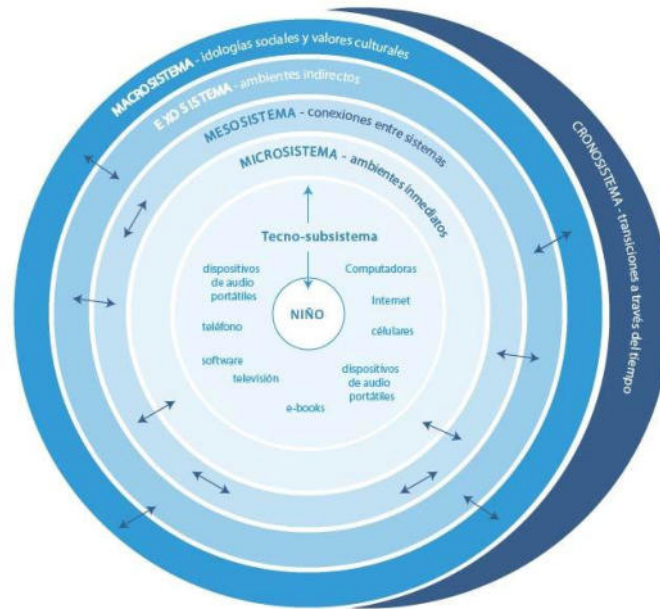 MACROSISTEMA - idologías sociales y valores culturales
EXOSISTEMA - ambientes indirectos
MESOSISTEMA - conexiones entre sistemas
MICROSISTEMA - ambientes inmediatos
CRONOSISTEMA - transiciones a través del tiempo
Tecno-subsistema
dispositivos
de audio
portátiles
Computadoras
Internet
NIÑO
teléfono
célulares
software
televisión
dispositivos
de audio
portátiles
e-books